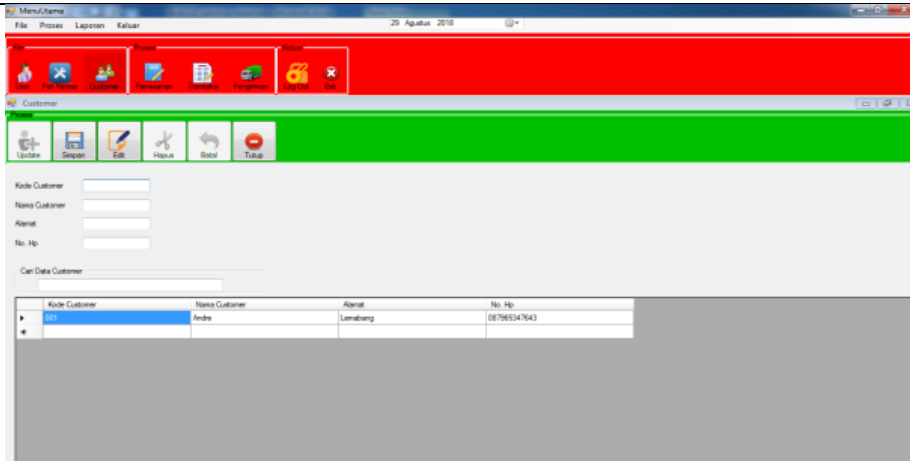 MenuUtama
File Proses Laporan Keluar
29 Agustus 2018
File Proses Keluar
User Customer Pemesanan Transaksi Pengiriman Log Out Exit
Customer
Proses
Update Simpan Edit Hapus Batal Tutup
Kode Customer
Nama Customer
Alamat
No. Hp
Cari Data Customer
Kode Customer Nama Customer Alamat No. Hp
001 Andre Lemabang 087965347643